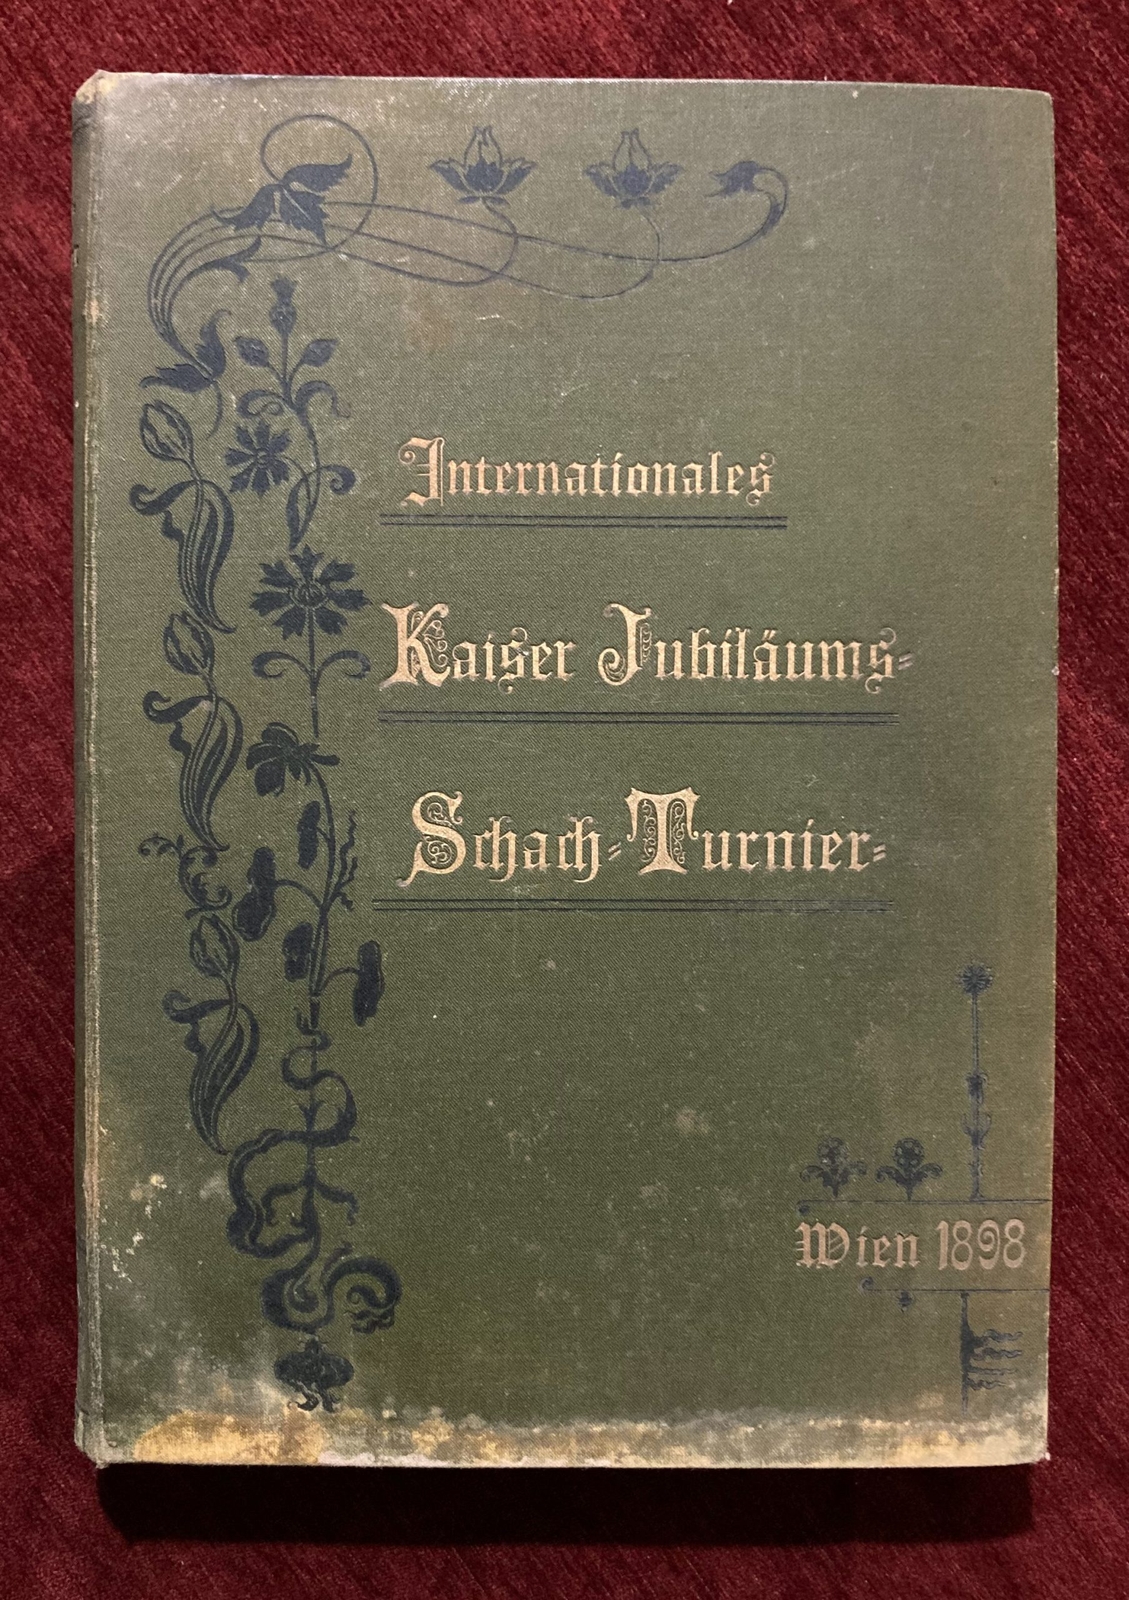 Internationales
Kaiser Jubiläums-
Schach-Turnier-
Wien 1898